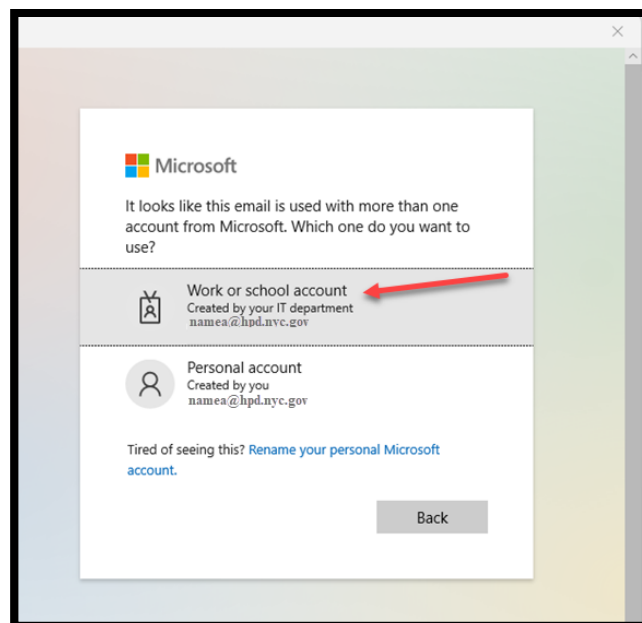 Microsoft
It looks like this email is used with more than one
account from Microsoft. Which one do you want to
use?
Work or school account
Created by your IT department
namea@hpd.nyc.gov
Personal account
Created by you
namea@hpd.nyc.gov
Tired of seeing this? Rename your personal Microsoft
account.
Back